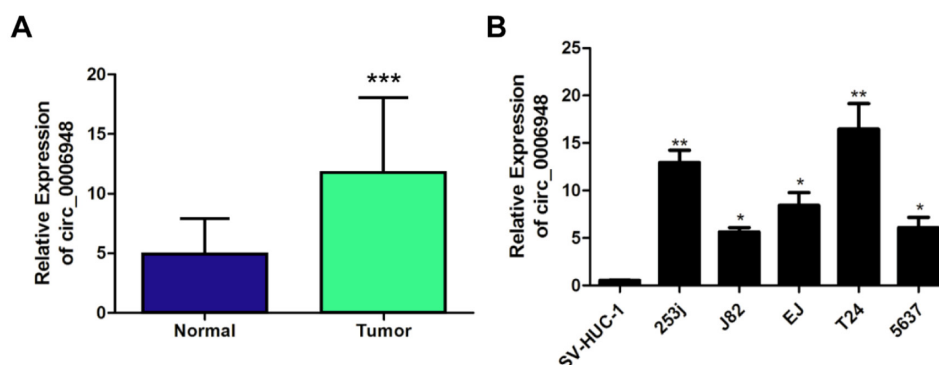 A
Relative Expression
of circ_0006948
20
15
10
5
0
***
Normal
Tumor
B
Relative Expression
of circ_0006948
25
20
15
10
5
0
**
*
*
**
*
SV-HUC-1
253j
J82
EJ
T24
5637